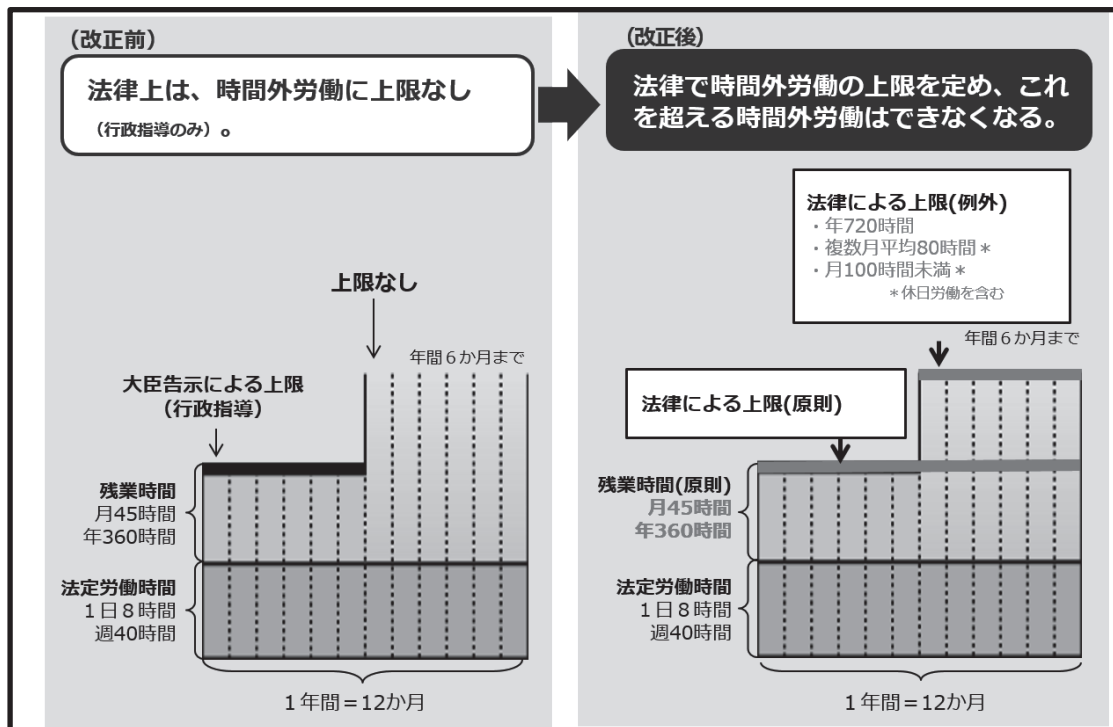 （改正前）
法律上は、時間外労働に上限なし
（行政指導のみ）。
上限なし
年間６か月まで
大臣告示による上限
（行政指導）
残業時間
月45時間
年360時間
法定労働時間
１日８時間
週40時間
１年間＝12か月
（改正後）
法律で時間外労働の上限を定め、これ
を超える時間外労働はできなくなる。
法律による上限(例外)
・年720時間
・複数月平均80時間＊
・月100時間未満＊
＊休日労働を含む
年間６か月まで
法律による上限(原則)
残業時間(原則)
月45時間
年360時間
法定労働時間
１日８時間
週40時間
１年間＝12か月